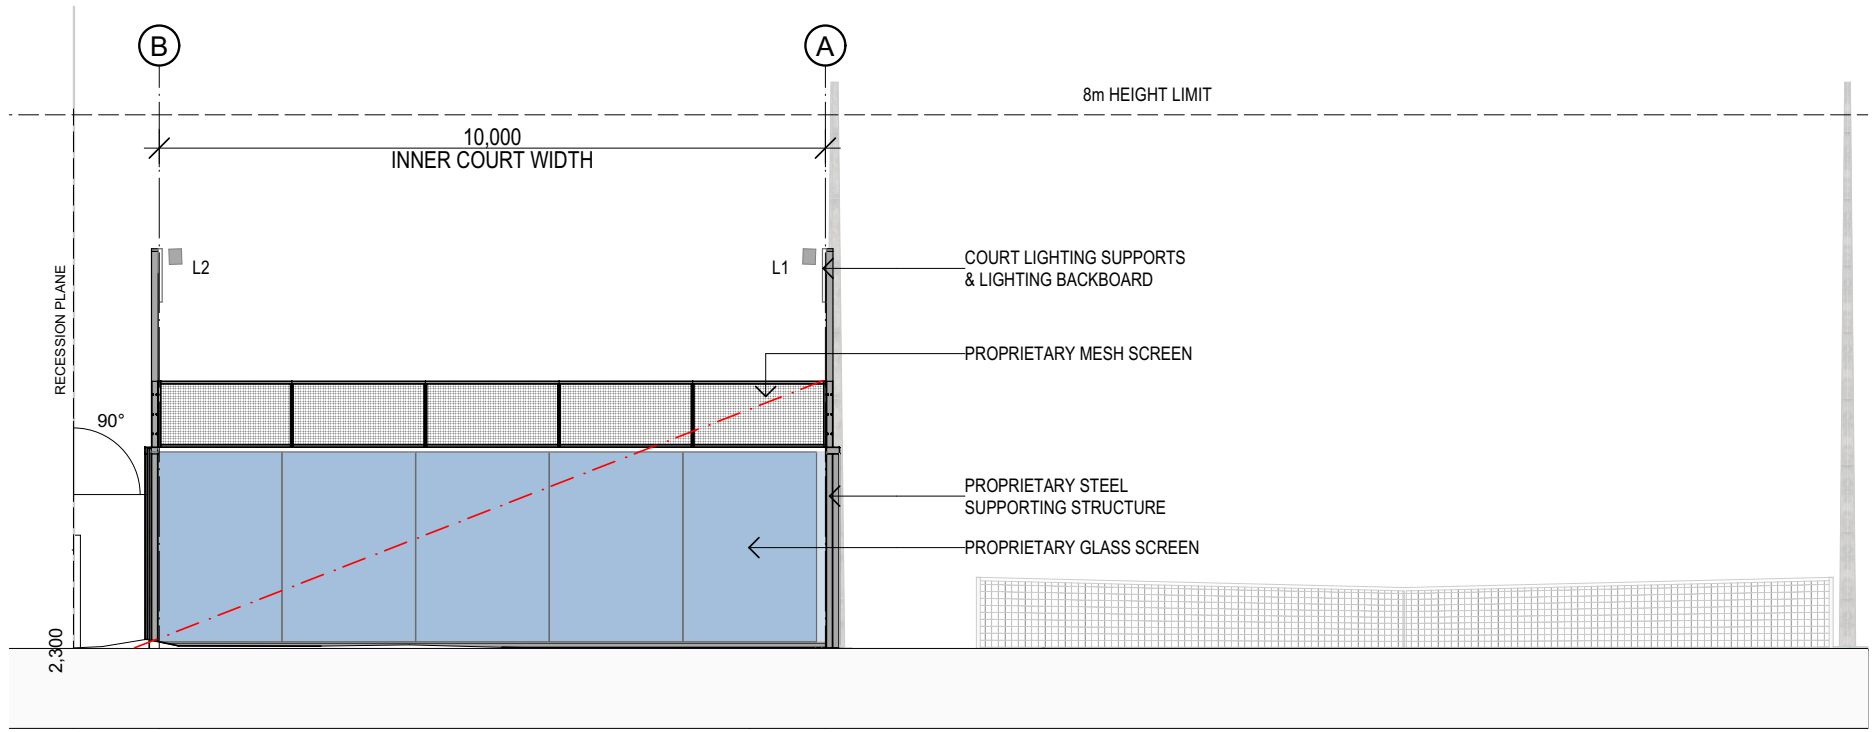 B
A
8m HEIGHT LIMIT
10,000
INNER COURT WIDTH
L2
L1
COURT LIGHTING SUPPORTS
& LIGHTING BACKBOARD
RECESSION PLANE
PROPRIETARY MESH SCREEN
90°
PROPRIETARY STEEL
SUPPORTING STRUCTURE
PROPRIETARY GLASS SCREEN
2,300